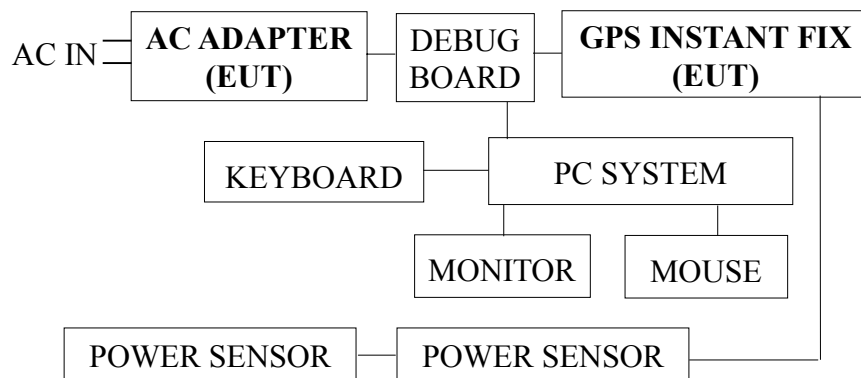 AC IN
AC ADAPTER
(EUT)
DEBUG
BOARD
GPS INSTANT FIX
(EUT)
KEYBOARD
PC SYSTEM
MONITOR
MOUSE
POWER SENSOR
POWER SENSOR